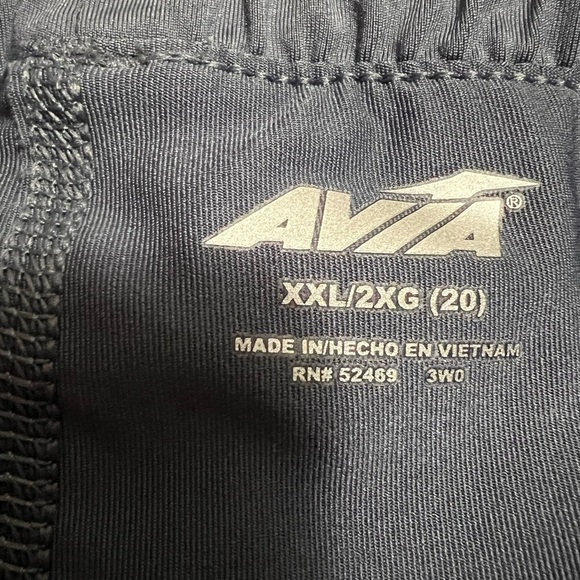 AVIA®
XXL/2XG (20)
MADE IN/HECHO EN VIETNAM
RN# 52469 3W0